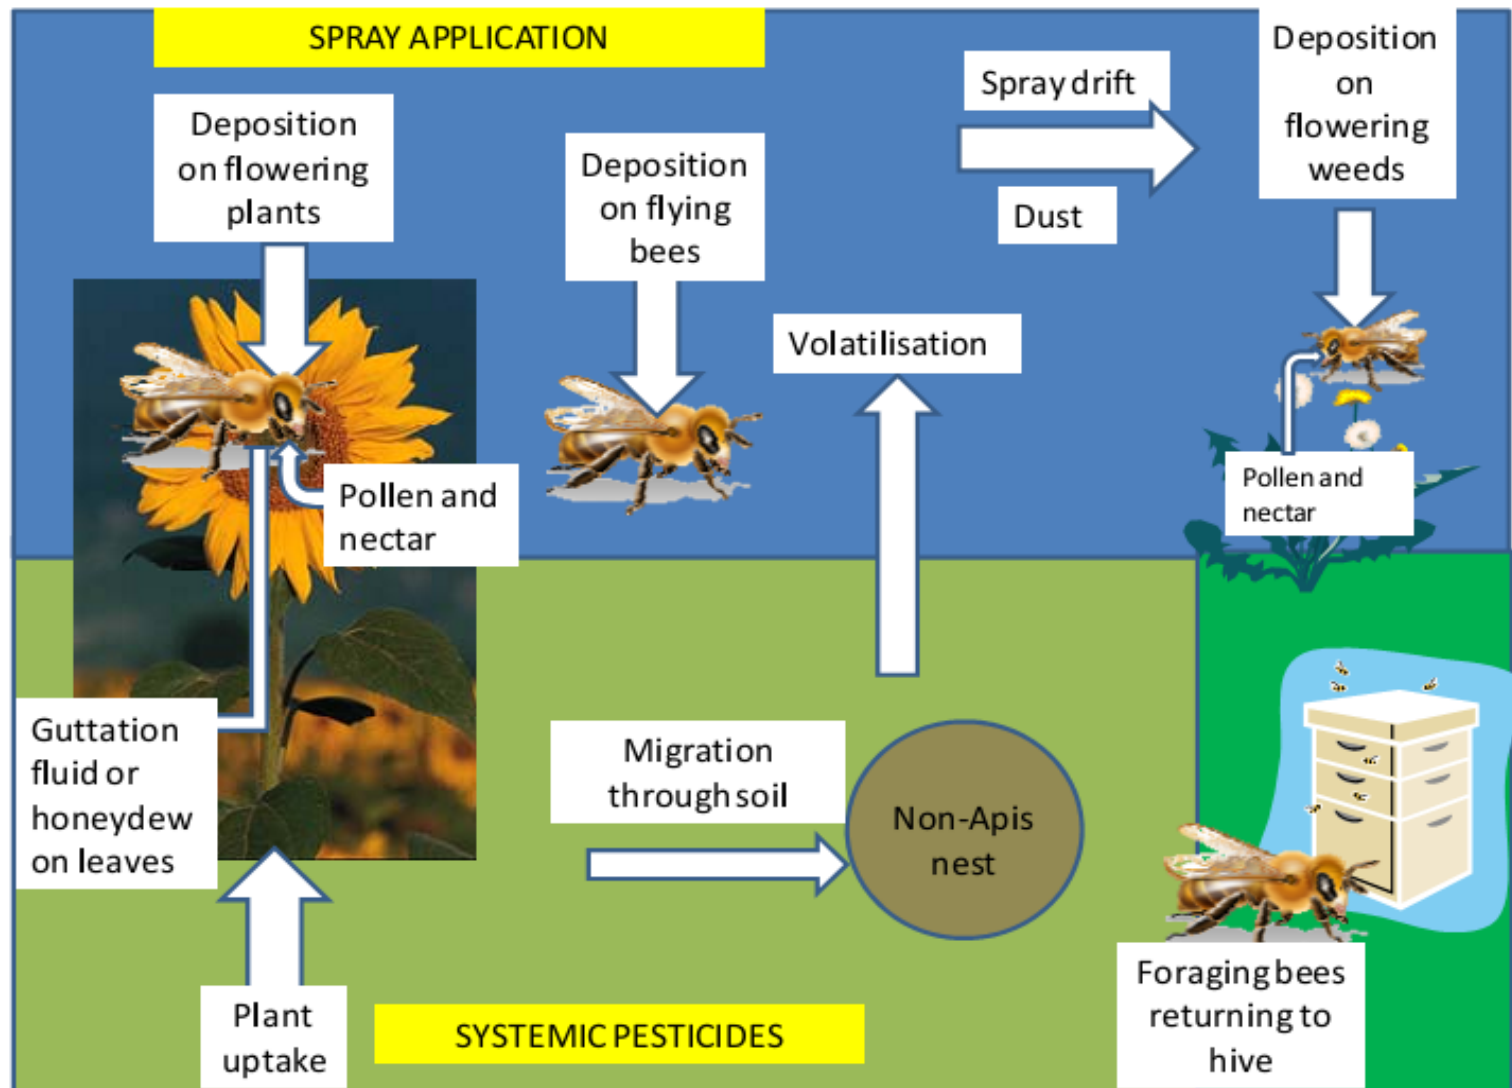 SPRAY APPLICATION
Deposition
on flowering
plants
Deposition
on flying
bees
Spray drift
Dust
Deposition
on
flowering
weeds
Volatilisation
Pollen and
nectar
Pollen and
nectar
Guttation
fluid or
honeydew
on leaves
Migration
through soil
Non-Apis
nest
Plant
uptake
SYSTEMIC PESTICIDES
Foraging bees
returning to
hive